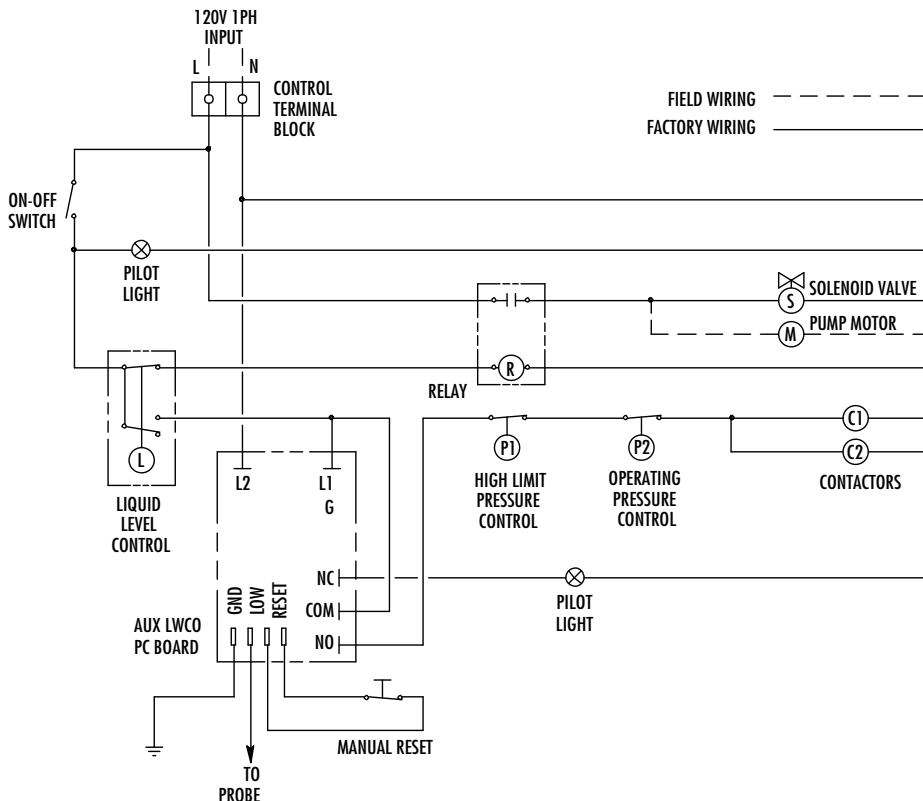 120V 1PH
INPUT
L
N
CONTROL
TERMINAL
BLOCK
FIELD WIRING
FACTORY WIRING
ON-OFF
SWITCH
PILOT
LIGHT
S
SOLENOID VALVE
M
PUMP MOTOR
R
RELAY
L
LIQUID
LEVEL
CONTROL
P1
HIGH LIMIT
PRESSURE
CONTROL
P2
OPERATING
PRESSURE
CONTROL
C1
C2
CONTACTORS
L2
L1
G
NC
COM
NO
GND
LOW
RESET
AUX LWCO
PC BOARD
PILOT
LIGHT
MANUAL RESET
TO
PROBE